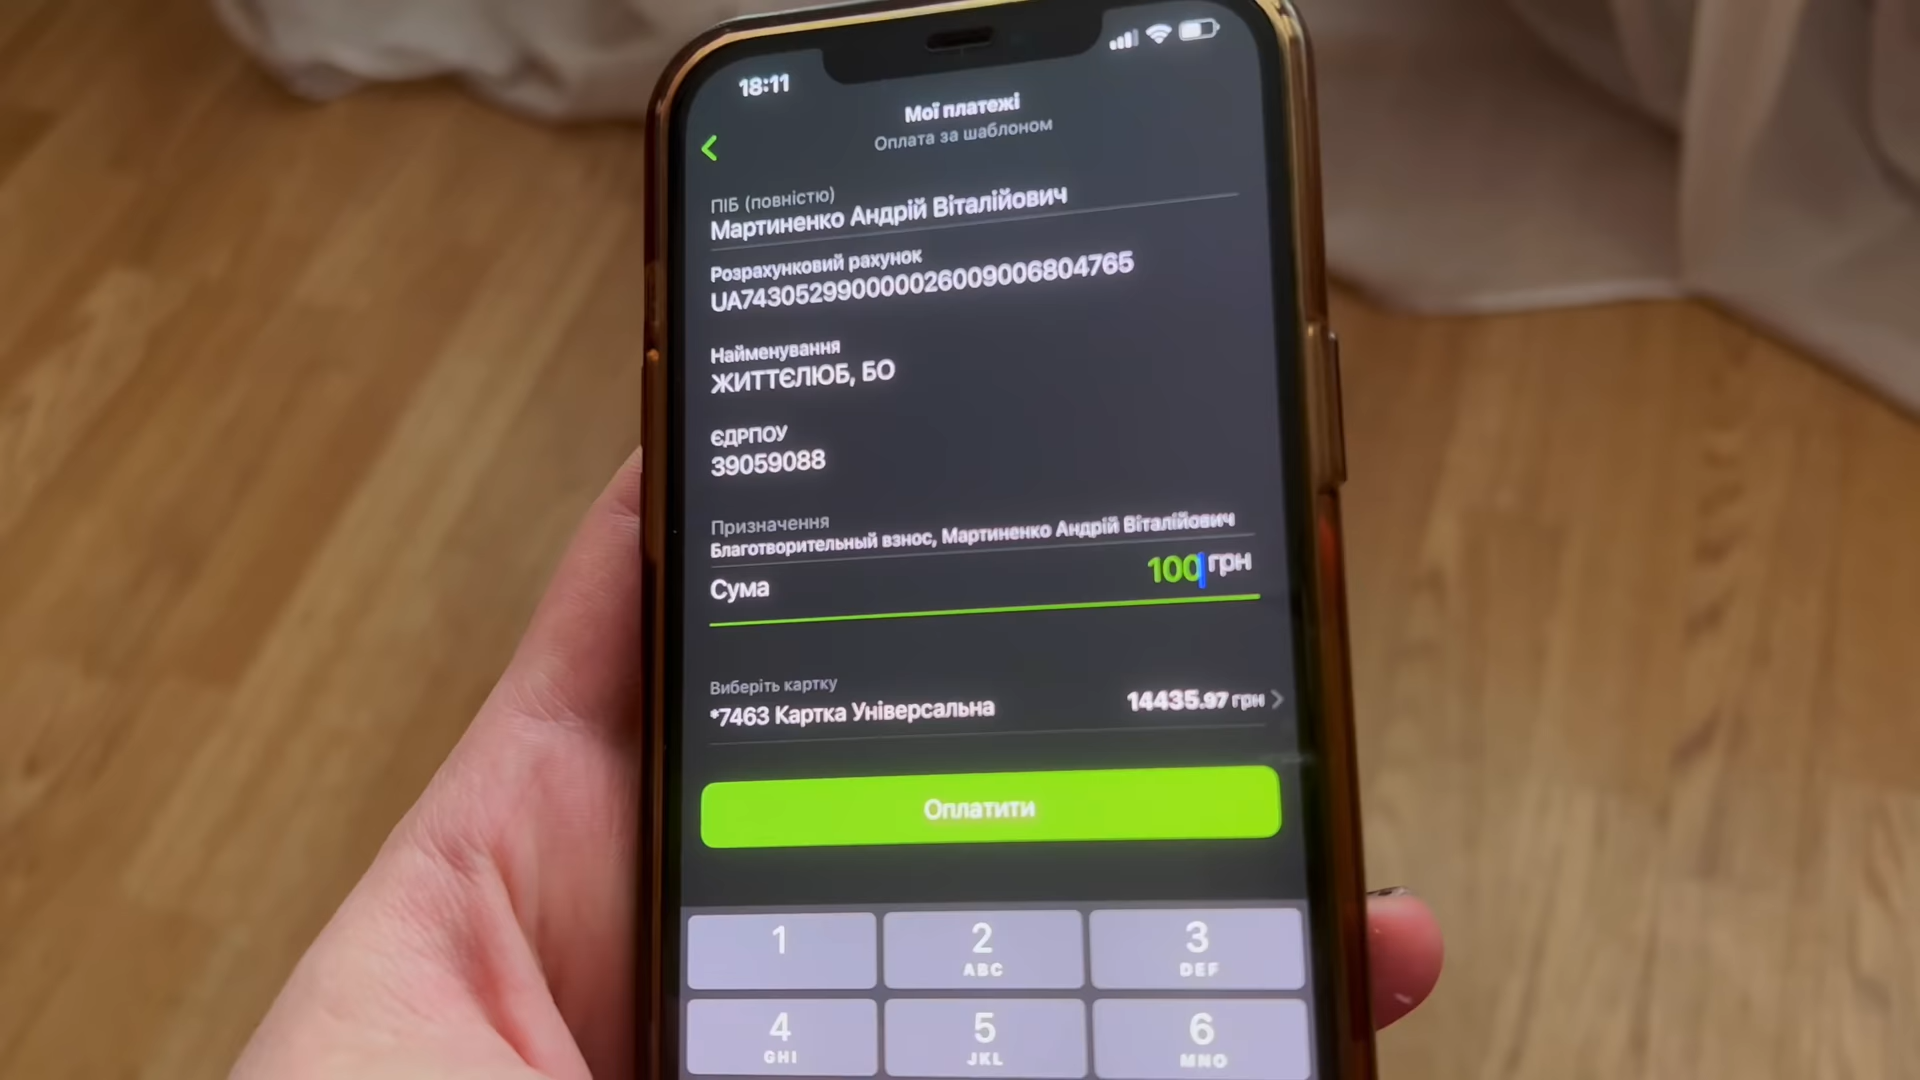 18:11
Мої платежі
Оплата за шаблоном
ПІБ (повністю)
Мартиненко Андрій Віталійович
Розрахунковий рахунок
UA743052990000026009006804765
Найменування
ЖИТТЄЛЮБ, БО
ЄДРПОУ
39059088
Призначення
Благотворительный взнос, Мартиненко Андрій Віталійович
Сума 100 грн
Виберіть картку
*7463 Картка Універсальна 14435.97 грн
Оплатити
1 2 3
ABC DEF
4 5 6
GHI JKL MNO